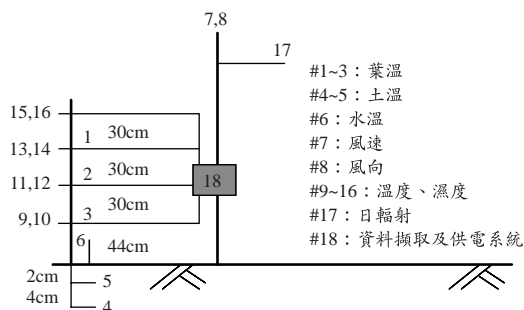 7,8
17
15,16
1 30cm
13,14
2 30cm
11,12
18
3 30cm
9,10
6 44cm
2cm
5
4cm
4
#1~3：葉溫
#4~5：土溫
#6：水溫
#7：風速
#8：風向
#9~16：溫度、濕度
#17：日輻射
#18：資料擷取及供電系統